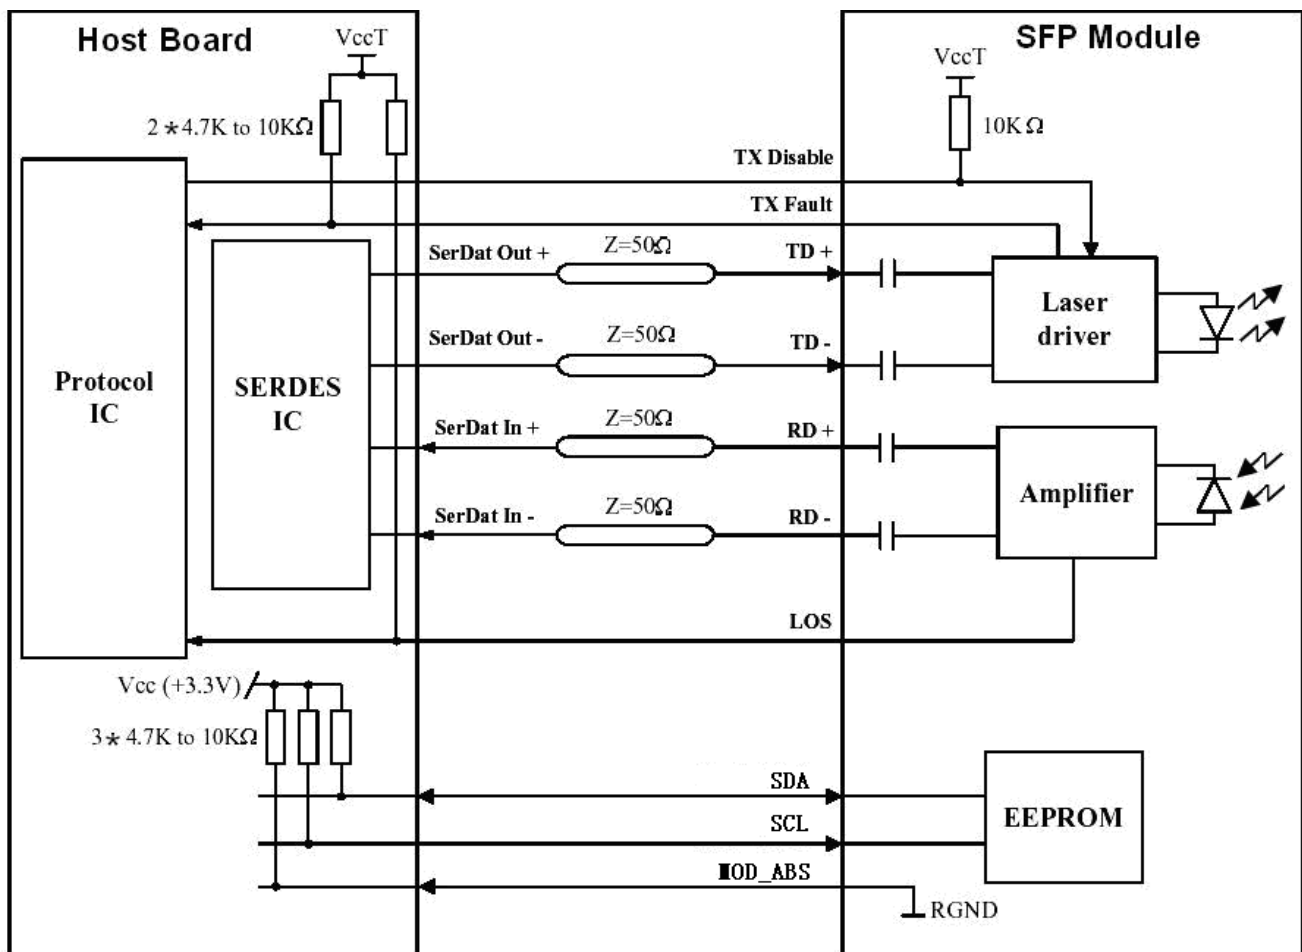 Host Board
SFP Module
VccT
VccT
2*4.7K to 10KΩ
10KΩ
TX Disable
TX Fault
SerDat Out +
Z=50Ω
TD +
Laser
driver
SerDat Out -
Z=50Ω
TD -
Protocol
IC
SERDES
IC
SerDat In +
Z=50Ω
RD +
Amplifier
SerDat In -
Z=50Ω
RD -
LOS
Vcc (+3.3V)
3* 4.7K to 10KΩ
SDA
EEPROM
SCL
MOD_ABS
RGND